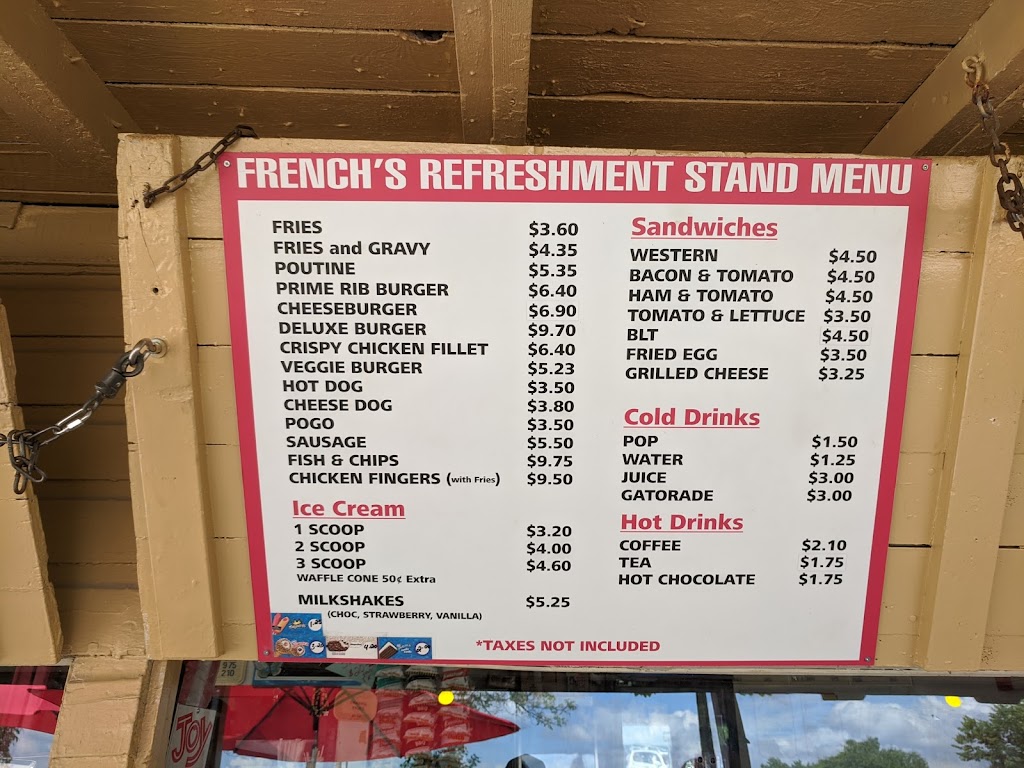 FRENCH'S REFRESHMENT STAND MENU
FRIES $3.60
FRIES and GRAVY $4.35
POUTINE $5.35
PRIME RIB BURGER $6.40
CHEESEBURGER $6.90
DELUXE BURGER $9.70
CRISPY CHICKEN FILLET $6.40
VEGGIE BURGER $5.23
HOT DOG $3.50
CHEESE DOG $3.80
POGO $3.50
SAUSAGE $5.50
FISH & CHIPS $9.75
CHICKEN FINGERS (with Fries) $9.50
Ice Cream
1 SCOOP $3.20
2 SCOOP $4.00
3 SCOOP $4.60
WAFFLE CONE 50¢ Extra
MILKSHAKES $5.25
(CHOC, STRAWBERRY, VANILLA)
Sandwiches
WESTERN $4.50
BACON & TOMATO $4.50
HAM & TOMATO $4.50
TOMATO & LETTUCE $3.50
BLT $4.50
FRIED EGG $3.50
GRILLED CHEESE $3.25
Cold Drinks
POP $1.50
WATER $1.25
JUICE $3.00
GATORADE $3.00
Hot Drinks
COFFEE $2.10
TEA $1.75
HOT CHOCOLATE $1.75
*TAXES NOT INCLUDED
975
210
JOY